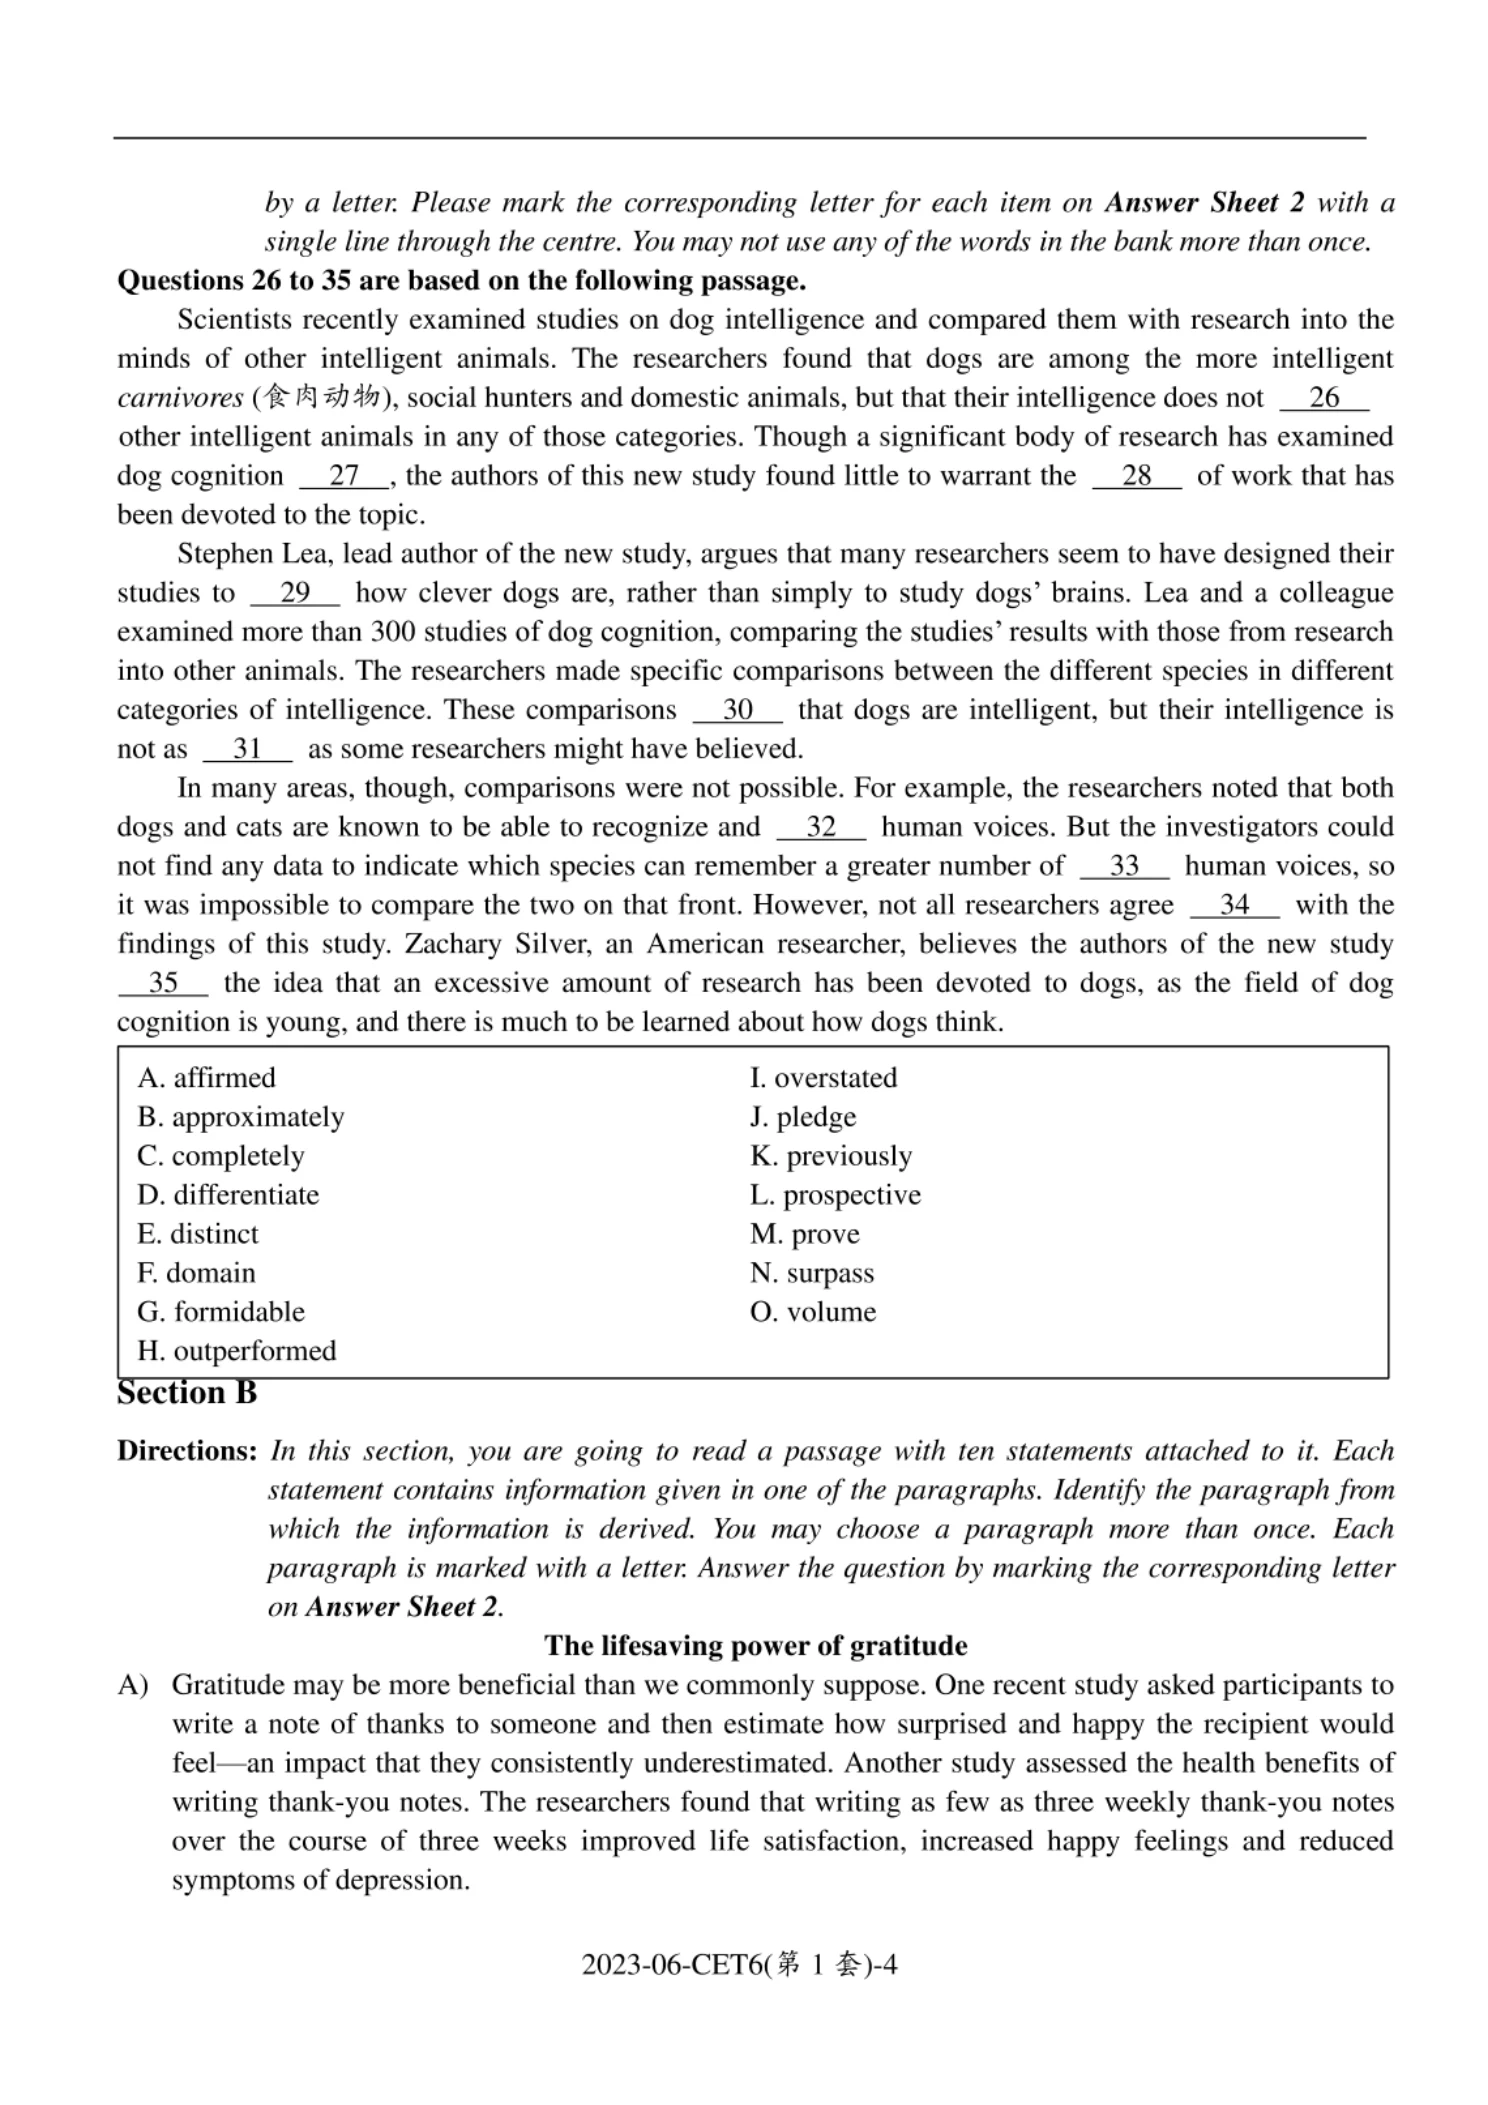 by a letter. Please mark the corresponding letter for each item on Answer Sheet 2 with a
single line through the centre. You may not use any of the words in the bank more than once.
Questions 26 to 35 are based on the following passage.
Scientists recently examined studies on dog intelligence and compared them with research into the
minds of other intelligent animals. The researchers found that dogs are among the more intelligent
carnivores (食肉动物), social hunters and domestic animals, but that their intelligence does not 26
other intelligent animals in any of those categories. Though a significant body of research has examined
dog cognition 27 , the authors of this new study found little to warrant the 28 of work that has
been devoted to the topic.
Stephen Lea, lead author of the new study, argues that many researchers seem to have designed their
studies to 29 how clever dogs are, rather than simply to study dogs’ brains. Lea and a colleague
examined more than 300 studies of dog cognition, comparing the studies’ results with those from research
into other animals. The researchers made specific comparisons between the different species in different
categories of intelligence. These comparisons 30 that dogs are intelligent, but their intelligence is
not as 31 as some researchers might have believed.
In many areas, though, comparisons were not possible. For example, the researchers noted that both
dogs and cats are known to be able to recognize and 32 human voices. But the investigators could
not find any data to indicate which species can remember a greater number of 33 human voices, so
it was impossible to compare the two on that front. However, not all researchers agree 34 with the
findings of this study. Zachary Silver, an American researcher, believes the authors of the new study
35 the idea that an excessive amount of research has been devoted to dogs, as the field of dog
cognition is young, and there is much to be learned about how dogs think.
A. affirmed
B. approximately
C. completely
D. differentiate
E. distinct
F. domain
G. formidable
H. outperformed
I. overstated
J. pledge
K. previously
L. prospective
M. prove
N. surpass
O. volume
Section B
Directions: In this section, you are going to read a passage with ten statements attached to it. Each
statement contains information given in one of the paragraphs. Identify the paragraph from
which the information is derived. You may choose a paragraph more than once. Each
paragraph is marked with a letter. Answer the question by marking the corresponding letter
on Answer Sheet 2.
The lifesaving power of gratitude
A) Gratitude may be more beneficial than we commonly suppose. One recent study asked participants to
write a note of thanks to someone and then estimate how surprised and happy the recipient would
feel—an impact that they consistently underestimated. Another study assessed the health benefits of
writing thank-you notes. The researchers found that writing as few as three weekly thank-you notes
over the course of three weeks improved life satisfaction, increased happy feelings and reduced
symptoms of depression.
2023-06-CET6(第 1 套)-4